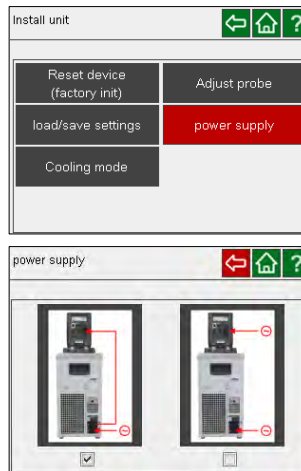 Install unit
?
Reset device
(factory init)
Adjust probe
load/save settings
power supply
Cooling mode
power supply
?